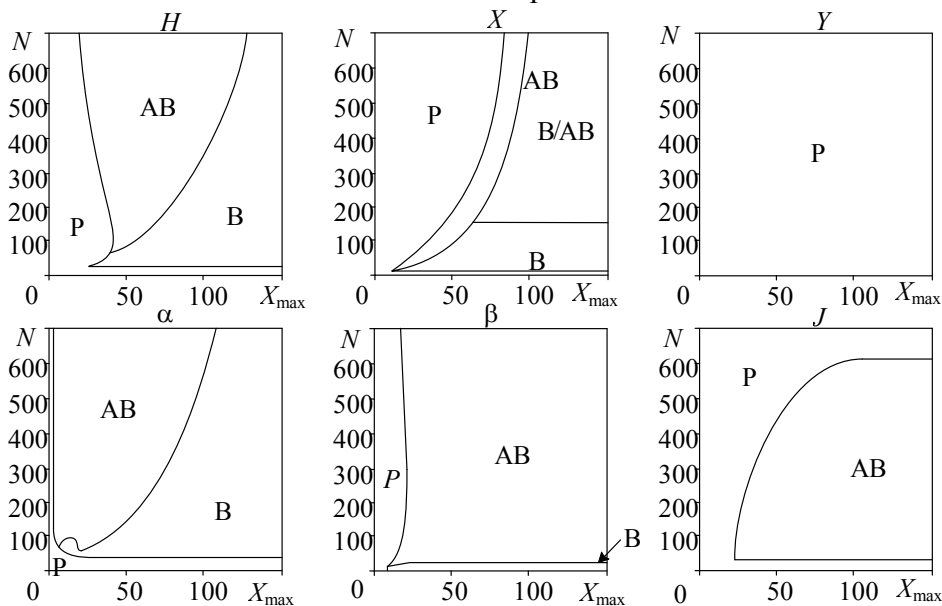 H X Y
N N N
600 600 600
500 AB 500 AB 500
400 P 400 B/AB 400 P
300 300 300
200 P B 200 200
100 100 B 100
0 50 100 Xmax 0 50 100 Xmax 0 50 100 Xmax
α β J
N N N
600 600 600 P
500 AB 500 500
400 400 AB 400
300 300 P 300 AB
200 B 200 200
100 100 B 100
P
0 50 100 Xmax 0 50 100 Xmax 0 50 100 Xmax